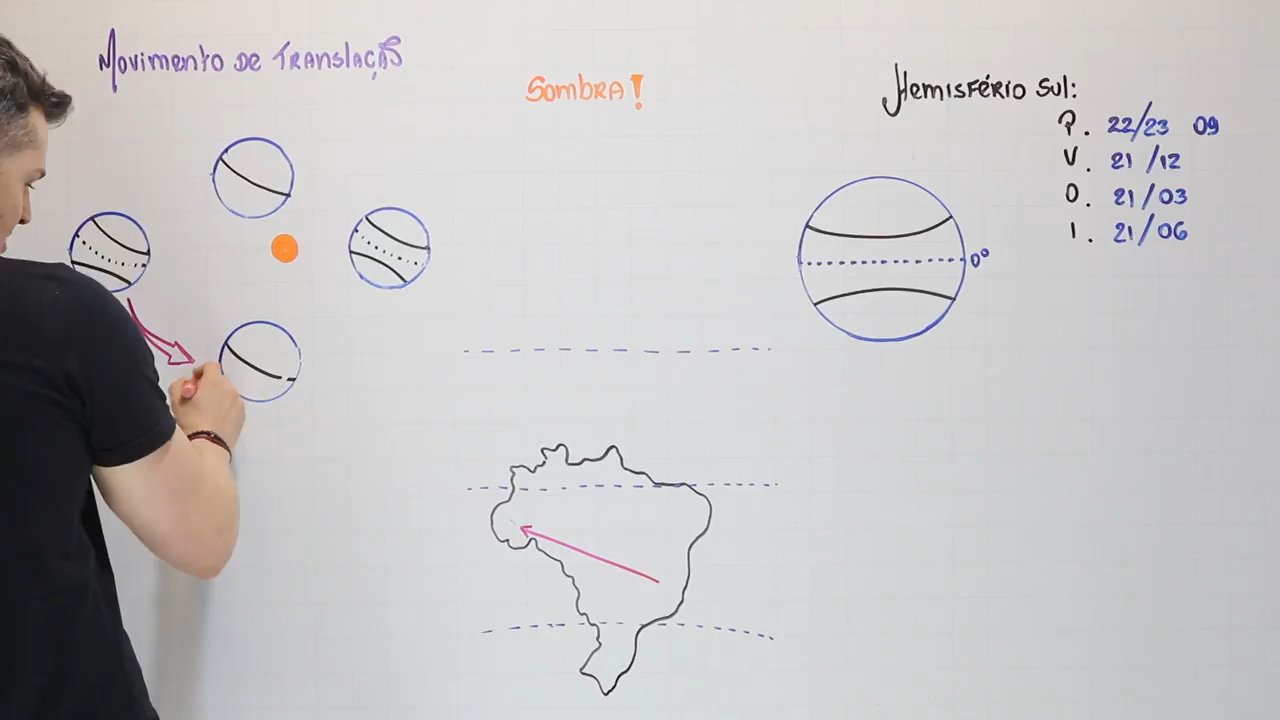 Movimento de Translação
Sombra!
Hemisfério Sul:
P. 22/23 09
V. 21/12
O. 21/03
I. 21/06
0°